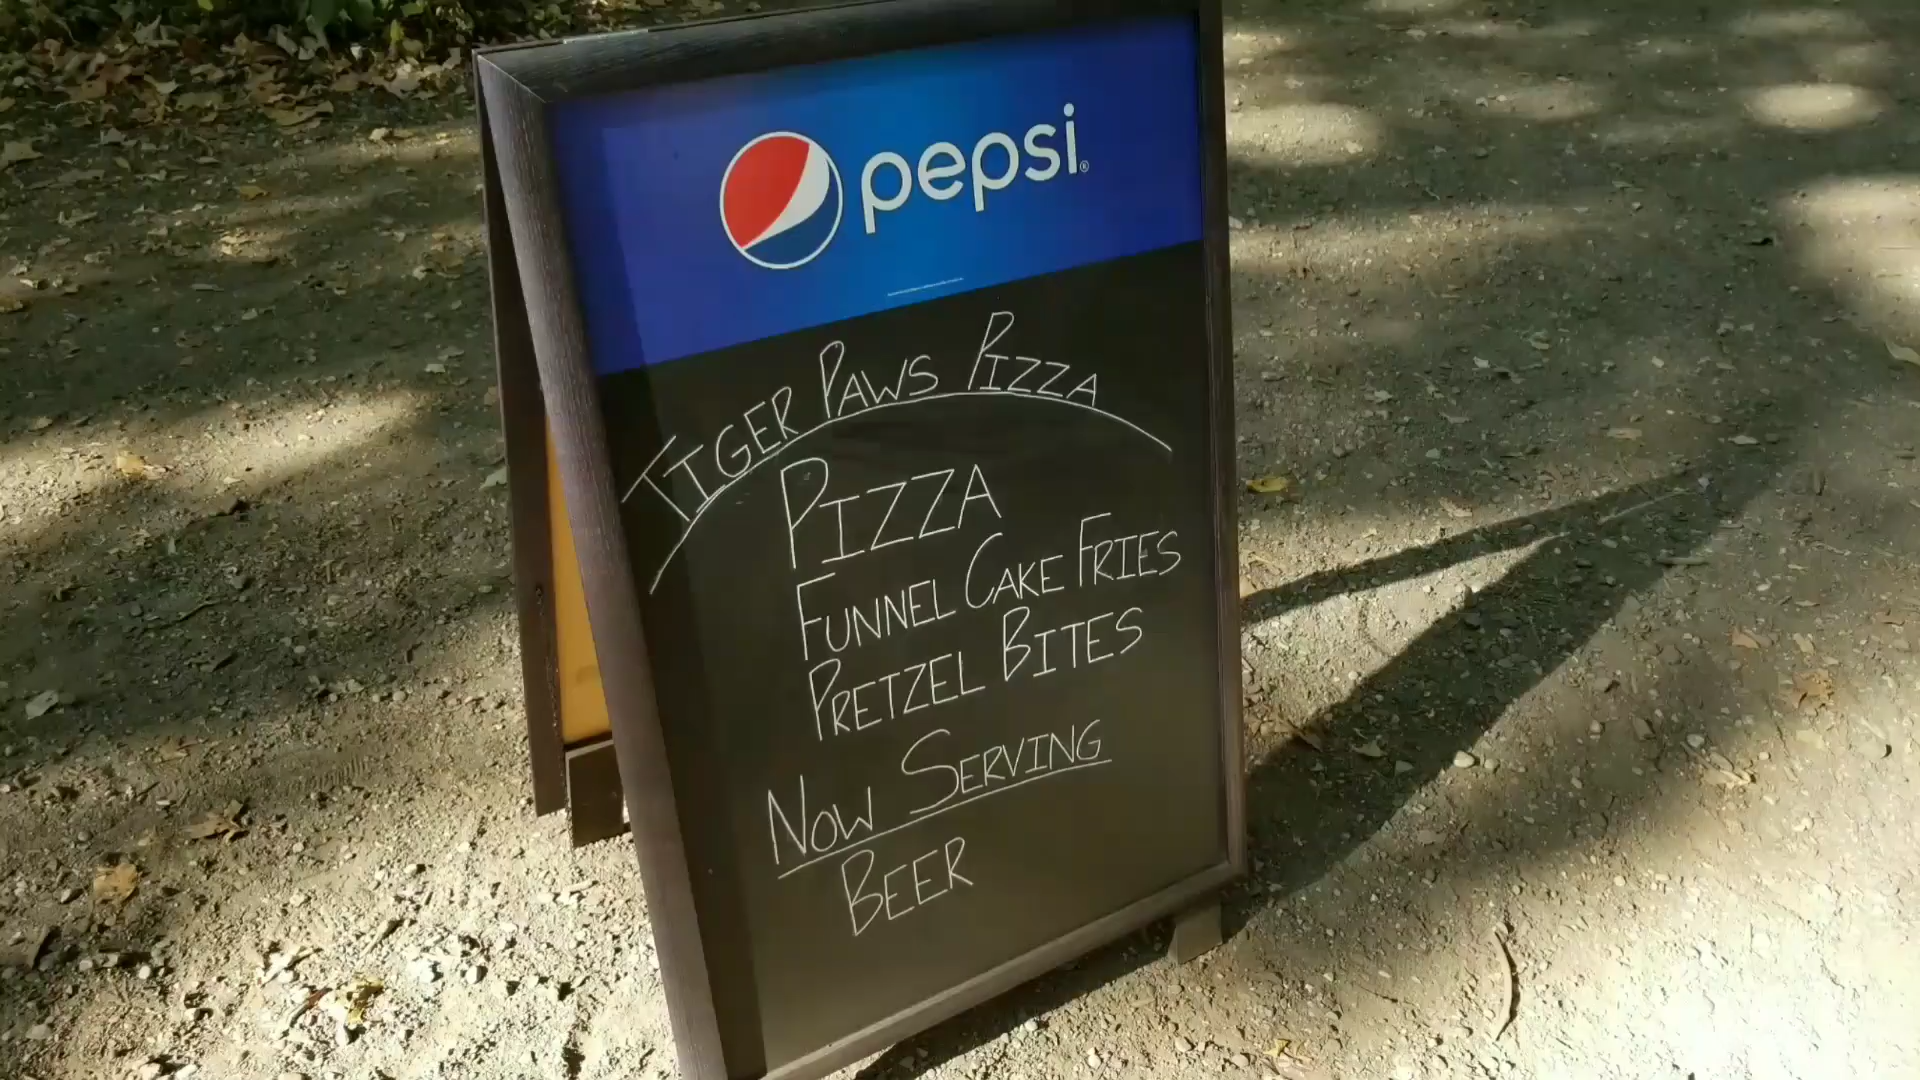 pepsi®
TIGER PAWS PIZZA
PIZZA
FUNNEL CAKE FRIES
PRETZEL BITES
NOW SERVING
BEER